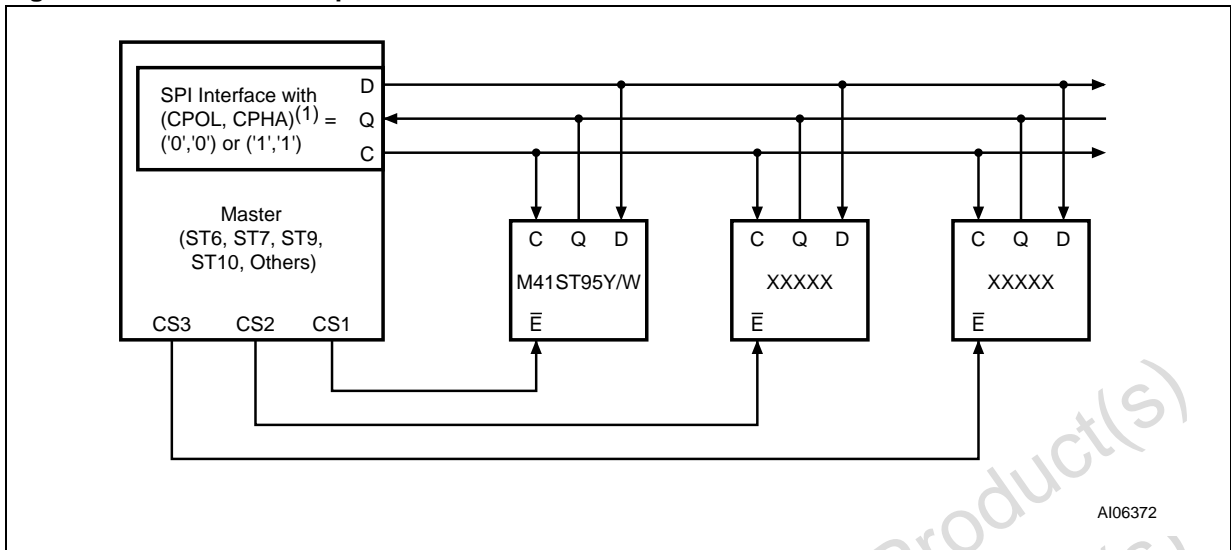 SPI Interface with
(CPOL, CPHA)(1) =
('0','0') or ('1','1')
D
Q
C
Master
(ST6, ST7, ST9,
ST10, Others)
CS3 CS2 CS1
C Q D
M41ST95Y/W
E̅
C Q D
XXXXX
E̅
C Q D
XXXXX
E̅
Product(s)
AI06372